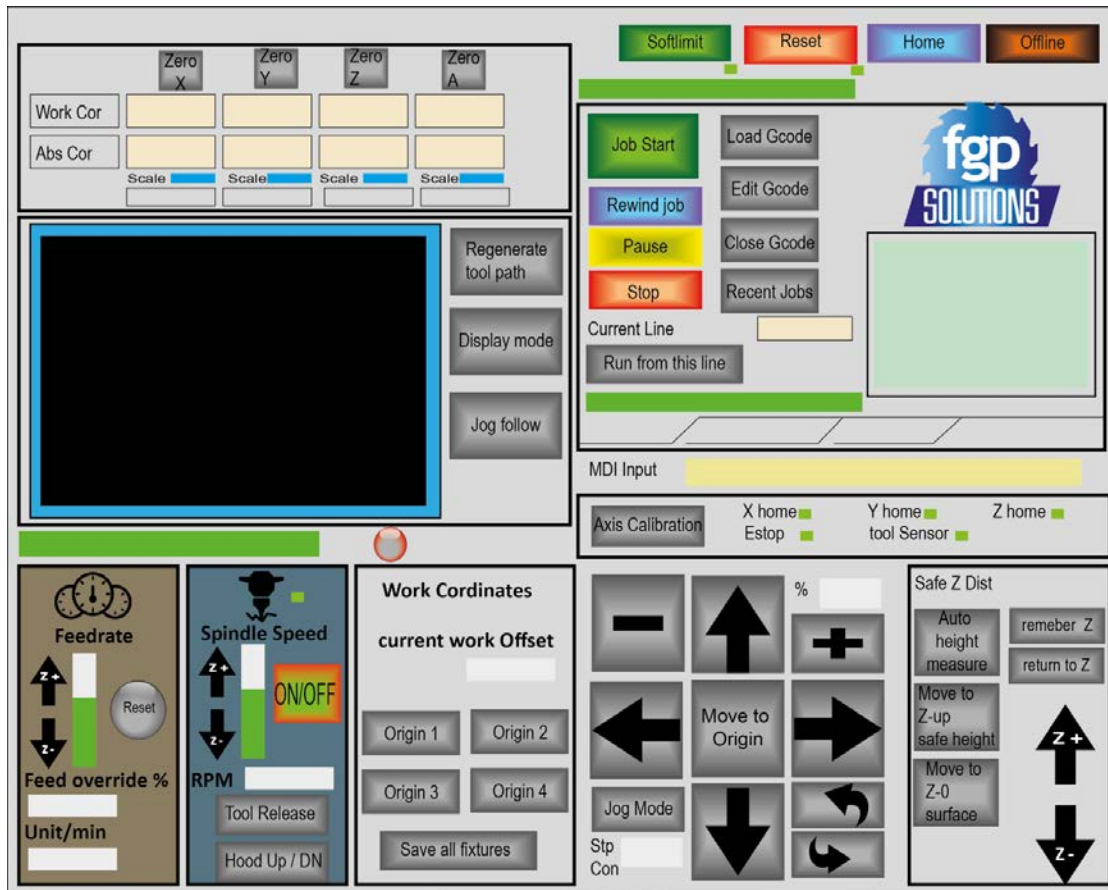 Softlimit
Reset
Home
Offline
Zero
X
Zero
Y
Zero
Z
Zero
A
Work Cor
Abs Cor
Scale
Scale
Scale
Scale
Job Start
Load Gcode
Edit Gcode
Rewind job
Pause
Close Gcode
Stop
Recent Jobs
Current Line
Run from this line
fgp
SOLUTIONS
Regenerate
tool path
Display mode
Jog follow
MDI Input
Axis Calibration
X home
Y home
Z home
Estop
tool Sensor
Feedrate
Z+
Z-
Reset
Feed override %
Unit/min
Spindle Speed
Z+
Z-
ON/OFF
RPM
Tool Release
Hood Up / DN
Work Cordinates
current work Offset
Origin 1
Origin 2
Origin 3
Origin 4
Save all fixtures
%
Move to
Origin
Jog Mode
Stp
Con
Safe Z Dist
Auto
height
measure
remeber Z
return to Z
Move to
Z-up
safe height
Move to
Z-0
surface
Z+
Z-